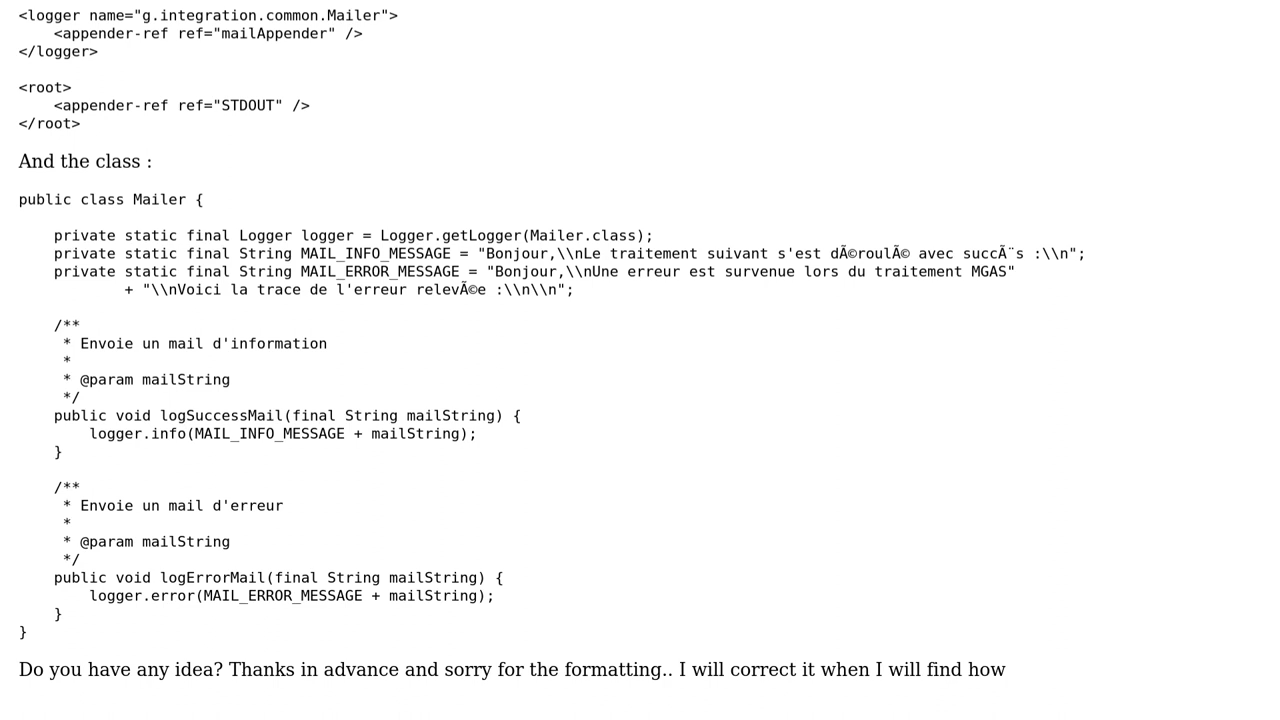 <logger name="g.integration.common.Mailer">
    <appender-ref ref="mailAppender" />
</logger>

<root>
    <appender-ref ref="STDOUT" />
</root>

And the class :

public class Mailer {

    private static final Logger logger = Logger.getLogger(Mailer.class);
    private static final String MAIL_INFO_MESSAGE = "Bonjour,\\nLe traitement suivant s'est dÃ©roulÃ© avec succÃ¨s :\\n";
    private static final String MAIL_ERROR_MESSAGE = "Bonjour,\\nUne erreur est survenue lors du traitement MGAS"
            + "\\nVoici la trace de l'erreur relevÃ©e :\\n\\n";

    /**
     * Envoie un mail d'information
     *
     * @param mailString
     */
    public void logSuccessMail(final String mailString) {
        logger.info(MAIL_INFO_MESSAGE + mailString);
    }

    /**
     * Envoie un mail d'erreur
     *
     * @param mailString
     */
    public void logErrorMail(final String mailString) {
        logger.error(MAIL_ERROR_MESSAGE + mailString);
    }
}

Do you have any idea? Thanks in advance and sorry for the formatting.. I will correct it when I will find how